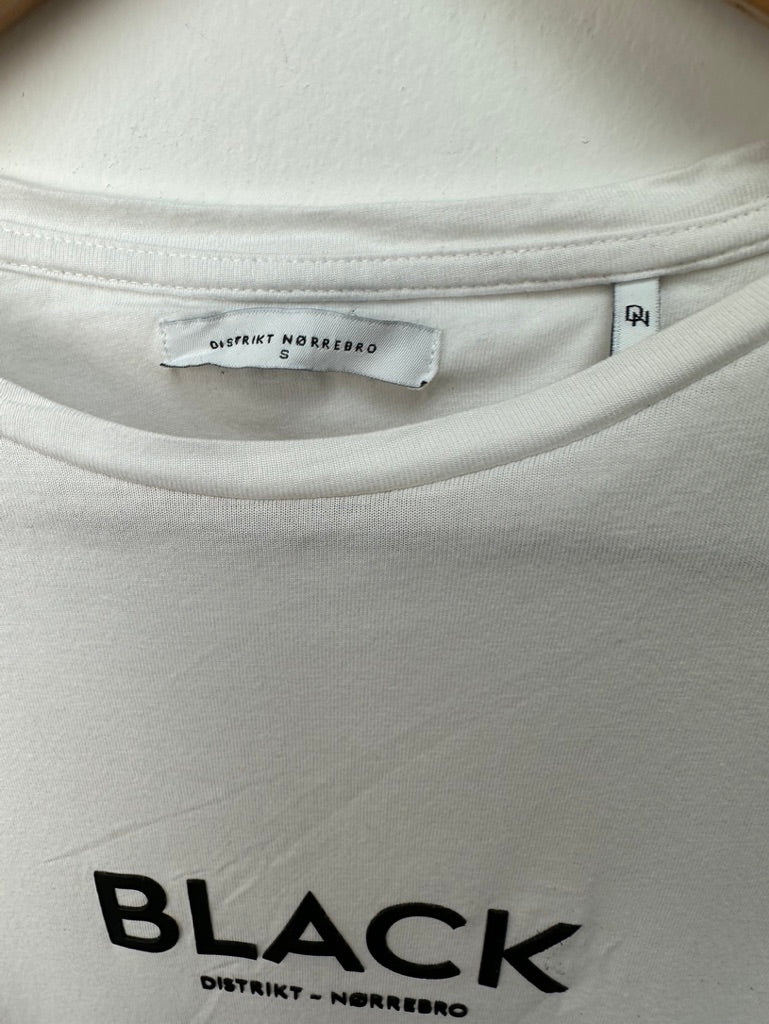 DISTRIKT NØRREBRO
S
DN
BLACK
DISTRIKT ~ NØRREBRO